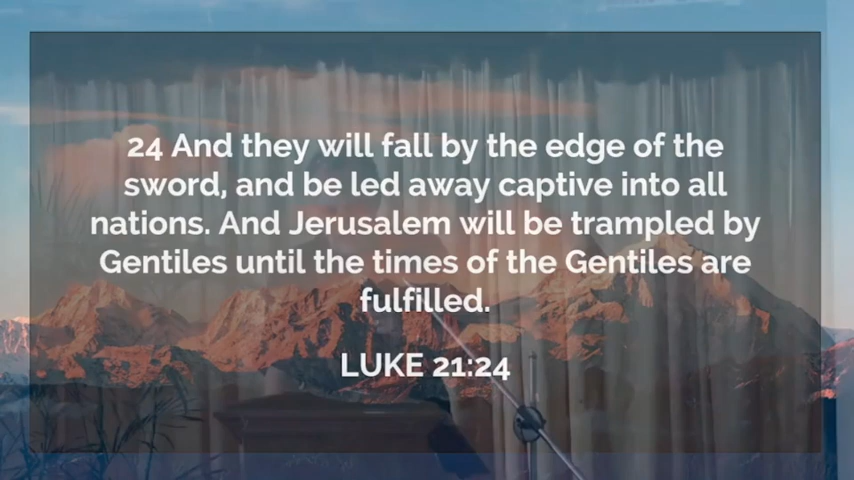 24 And they will fall by the edge of the
sword, and be led away captive into all
nations. And Jerusalem will be trampled by
Gentiles until the times of the Gentiles are
fulfilled.
LUKE 21:24